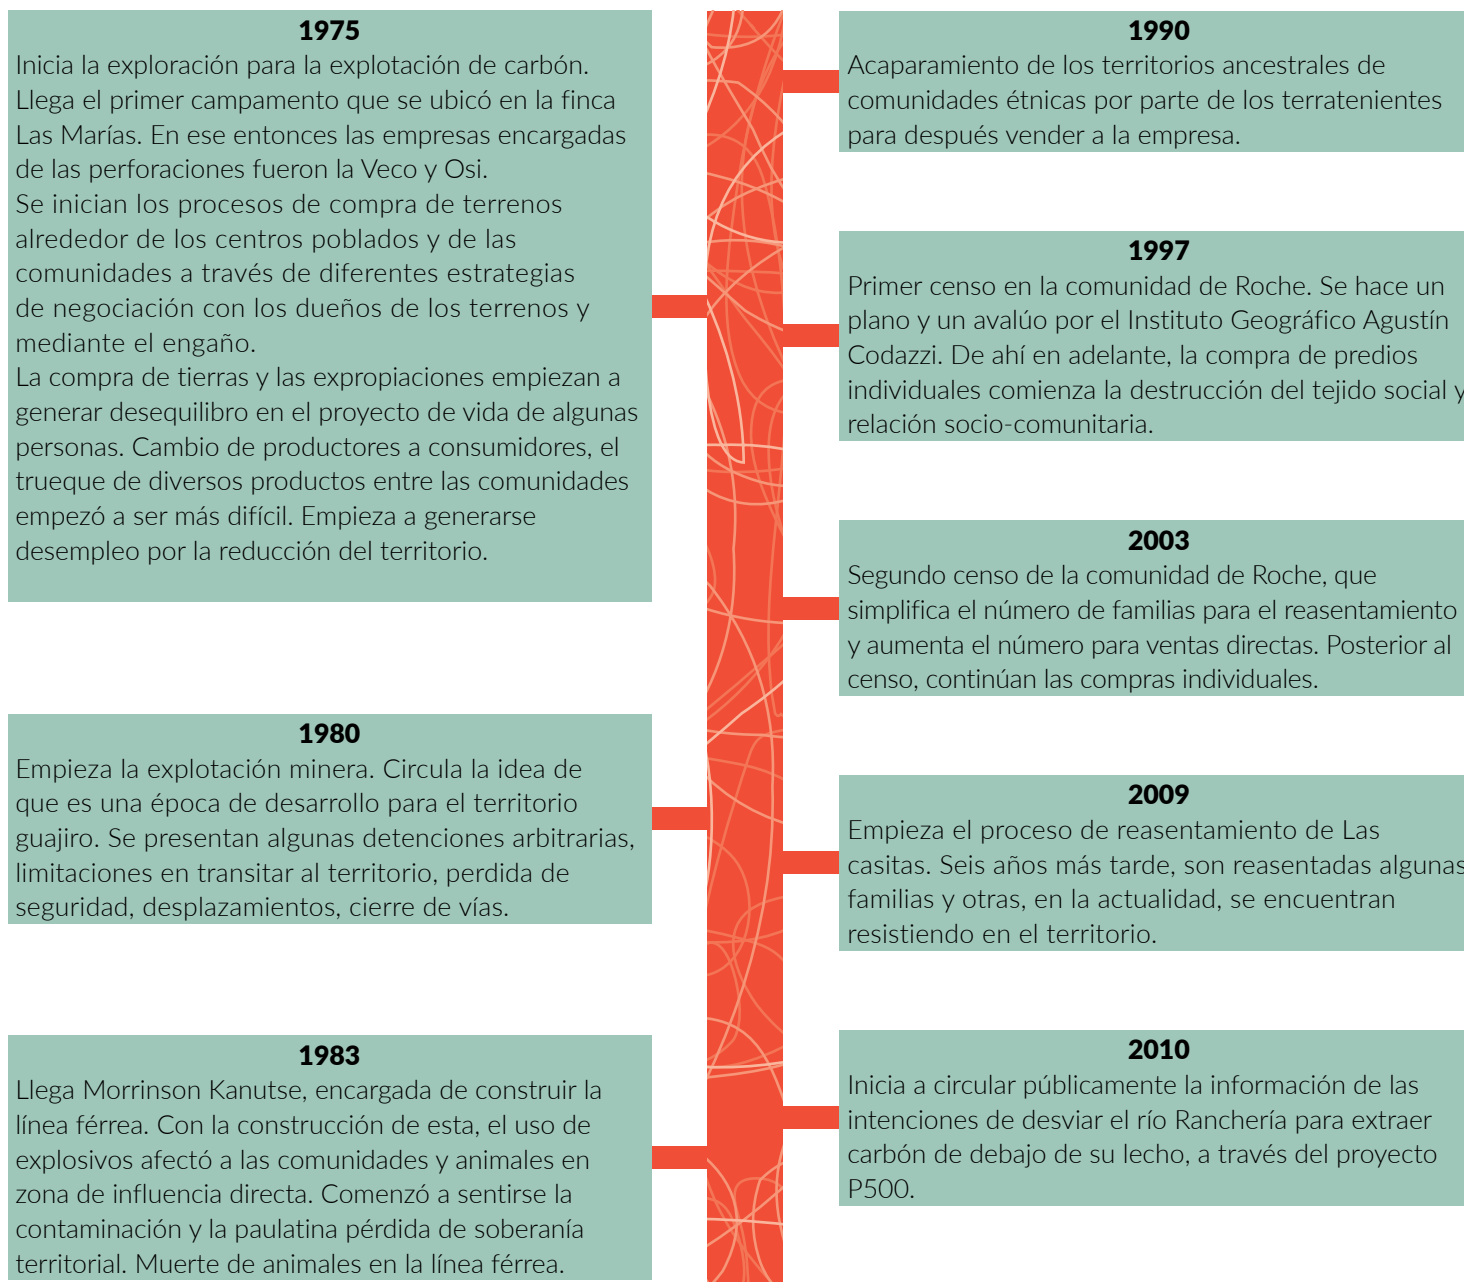 1975
Inicia la exploración para la explotación de carbón.
Llega el primer campamento que se ubicó en la finca
Las Marías. En ese entonces las empresas encargadas
de las perforaciones fueron la Veco y Osi.
Se inician los procesos de compra de terrenos
alrededor de los centros poblados y de las
comunidades a través de diferentes estrategias
de negociación con los dueños de los terrenos y
mediante el engaño.
La compra de tierras y las expropiaciones empiezan a
generar desequilibro en el proyecto de vida de algunas
personas. Cambio de productores a consumidores, el
trueque de diversos productos entre las comunidades
empezó a ser más difícil. Empieza a generarse
desempleo por la reducción del territorio.
1980
Empieza la explotación minera. Circula la idea de
que es una época de desarrollo para el territorio
guajiro. Se presentan algunas detenciones arbitrarias,
limitaciones en transitar al territorio, perdida de
seguridad, desplazamientos, cierre de vías.
1983
Llega Morrinson Kanutse, encargada de construir la
línea férrea. Con la construcción de esta, el uso de
explosivos afectó a las comunidades y animales en
zona de influencia directa. Comenzó a sentirse la
contaminación y la paulatina pérdida de soberanía
territorial. Muerte de animales en la línea férrea.
1990
Acaparamiento de los territorios ancestrales de
comunidades étnicas por parte de los terratenientes
para después vender a la empresa.
1997
Primer censo en la comunidad de Roche. Se hace un
plano y un avalúo por el Instituto Geográfico Agustín
Codazzi. De ahí en adelante, la compra de predios
individuales comienza la destrucción del tejido social y
relación socio-comunitaria.
2003
Segundo censo de la comunidad de Roche, que
simplifica el número de familias para el reasentamiento
y aumenta el número para ventas directas. Posterior al
censo, continúan las compras individuales.
2009
Empieza el proceso de reasentamiento de Las
casitas. Seis años más tarde, son reasentadas algunas
familias y otras, en la actualidad, se encuentran
resistiendo en el territorio.
2010
Inicia a circular públicamente la información de las
intenciones de desviar el río Ranchería para extraer
carbón de debajo de su lecho, a través del proyecto
P500.